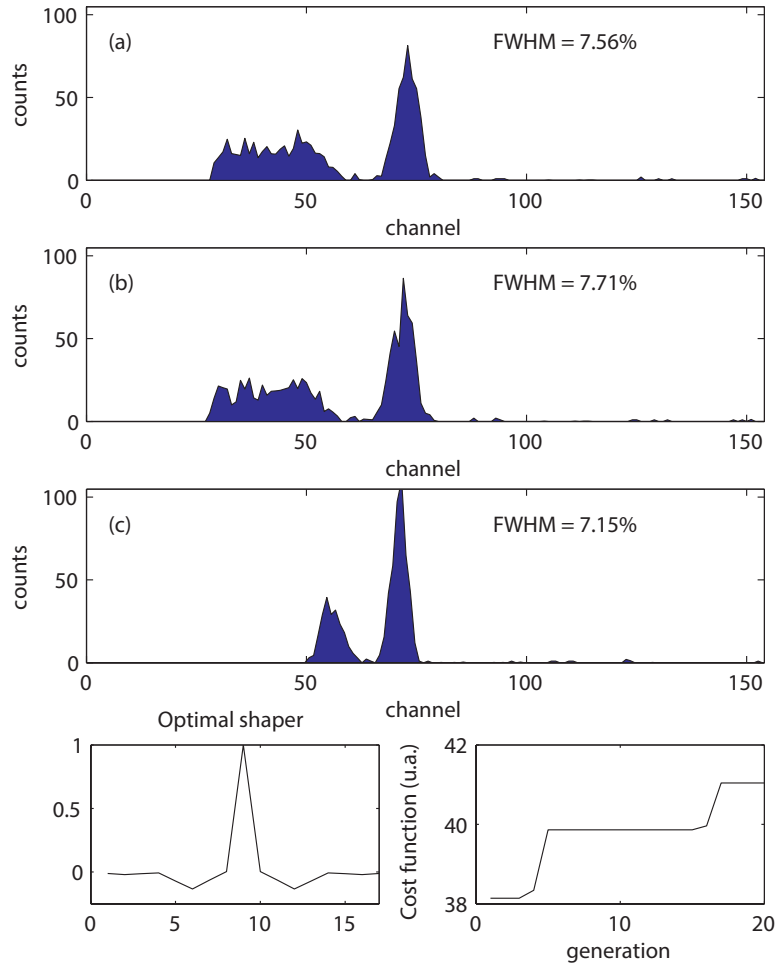 100
(a)
FWHM = 7.56%
counts
50
0
0
50
100
150
channel
100
(b)
FWHM = 7.71%
counts
50
0
0
50
100
150
channel
100
(c)
FWHM = 7.15%
counts
50
0
0
50
100
150
channel
Optimal shaper
1
0.5
0
0
5
10
15
Cost function (u.a.)
42
40
38
0
10
20
generation